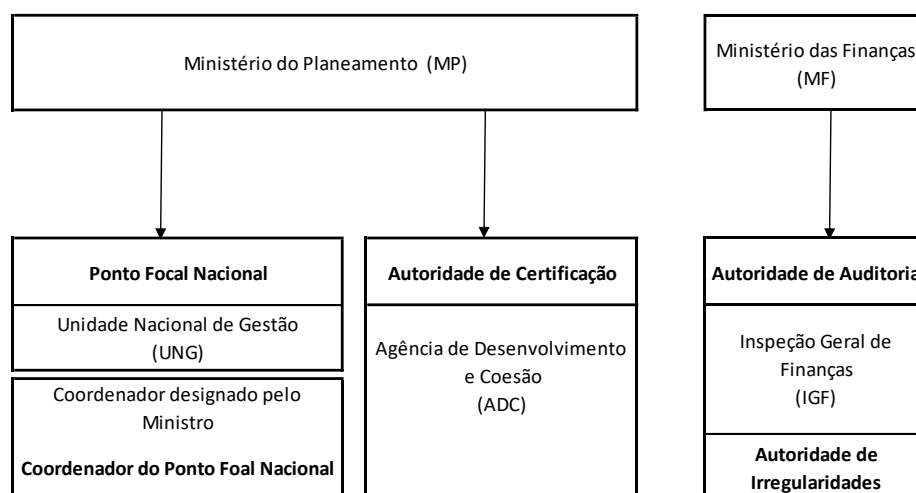 Ministério do Planeamento (MP)
Ministério das Finanças
(MF)
Ponto Focal Nacional
Unidade Nacional de Gestão
(UNG)
Coordenador designado pelo
Ministro
Coordenador do Ponto Foal Nacional
Autoridade de Certificação
Agência de Desenvolvimento
e Coesão
(ADC)
Autoridade de Auditoria
Inspeção Geral de
Finanças
(IGF)
Autoridade de
Irregularidades